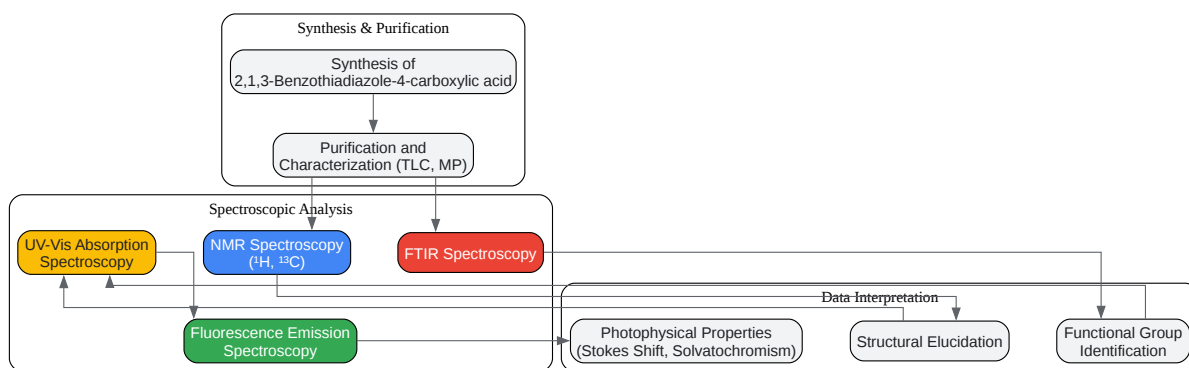 Synthesis & Purification
Synthesis of
2,1,3-Benzothiadiazole-4-carboxylic acid
Purification and
Characterization (TLC, MP)
Spectroscopic Analysis
UV-Vis Absorption
Spectroscopy
NMR Spectroscopy
(¹H, ¹³C)
FTIR Spectroscopy
Data Interpretation
Fluorescence Emission
Spectroscopy
Photophysical Properties
(Stokes Shift, Solvatochromism)
Structural Elucidation
Functional Group
Identification